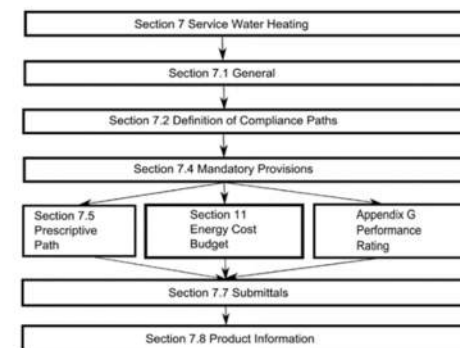 Section 7 Service Water Heating
Section 7.1 General
Section 7.2 Definition of Compliance Paths
Section 7.4 Mandatory Provisions
Section 7.5
Prescriptive
Path
Section 11
Energy Cost
Budget
Appendix G
Performance
Rating
Section 7.7 Submittals
Section 7.8 Product Information